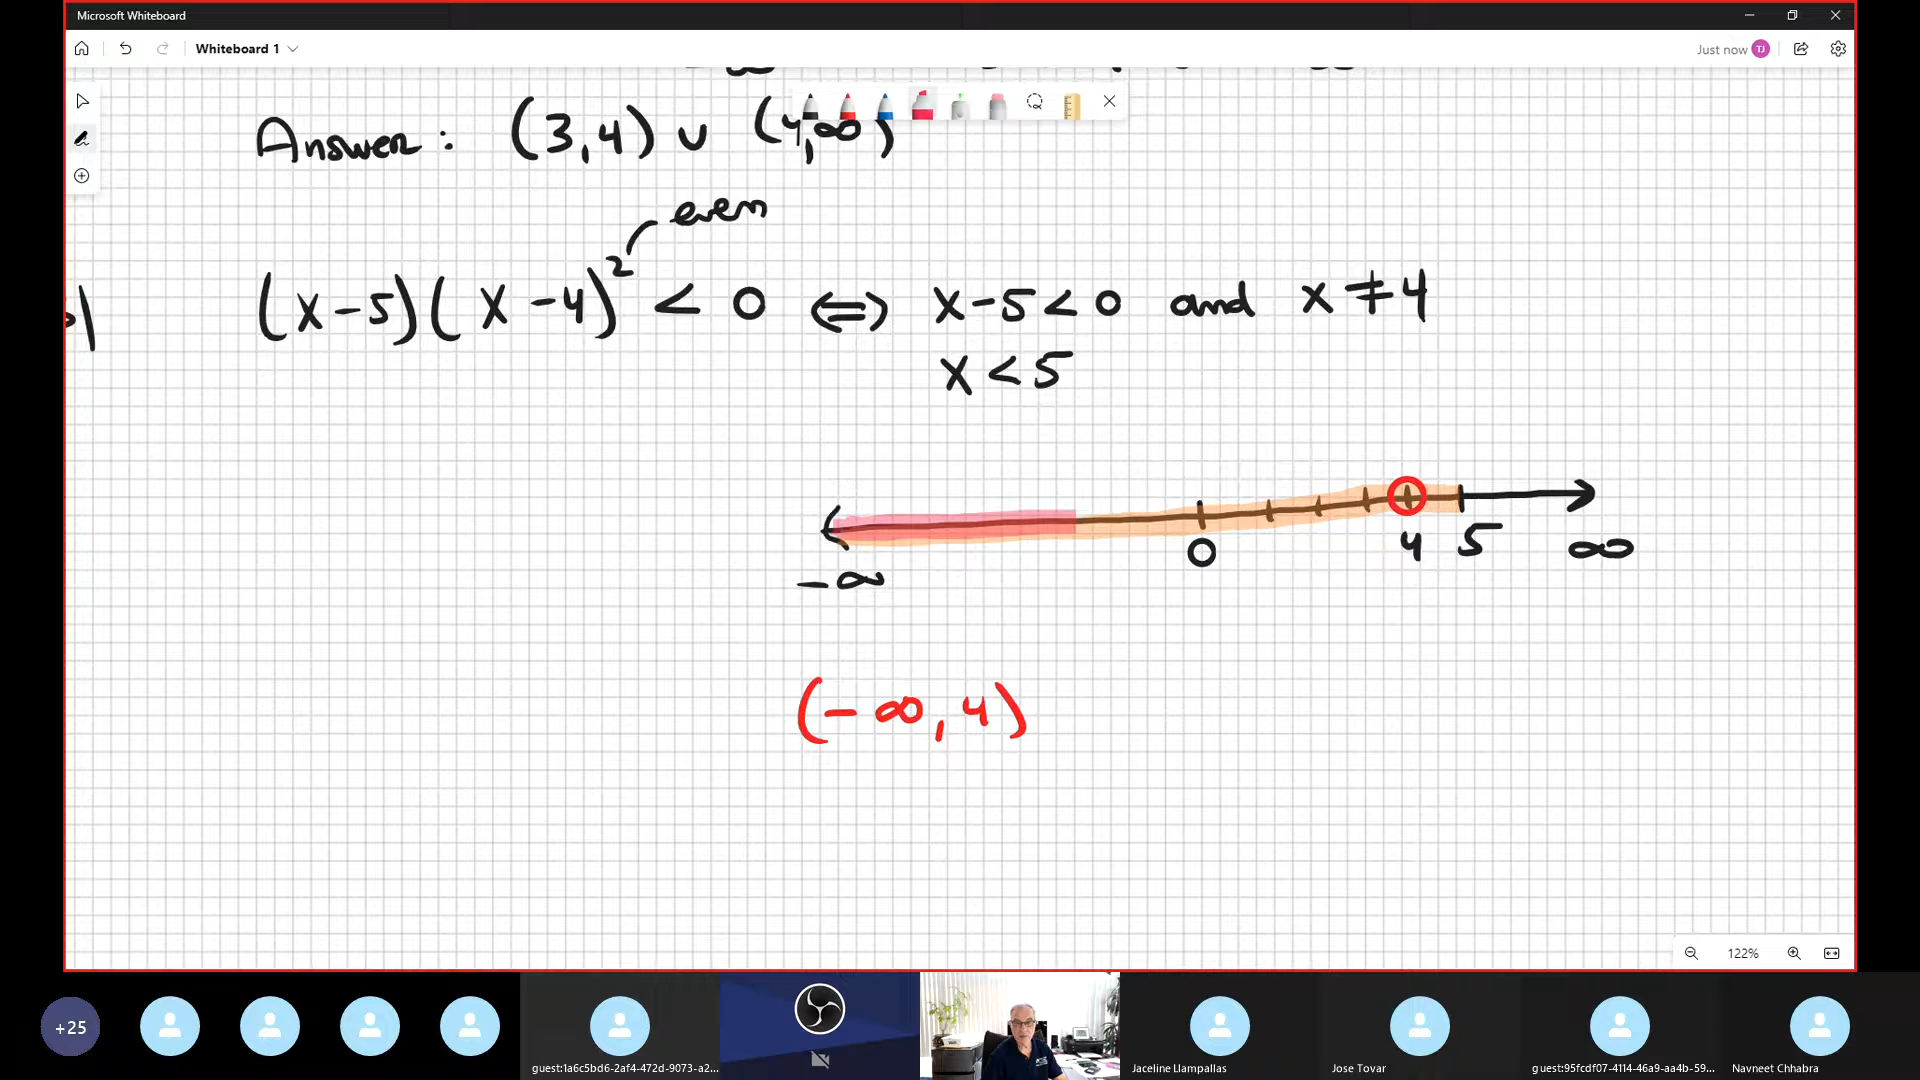 Microsoft Whiteboard
Whiteboard 1
Just now TJ
Answer: (3,4) ∪ (4,∞)
even
(x-5)(x-4)² < 0 ⟺ x-5<0 and x≠4
x<5
0 4 5 ∞
-∞
(-∞,4)
122%
+25
guest:1a6c5bd6-2af4-472d-9073-a2...
Jaceline Llampallas
Jose Tovar
guest:95fcdf07-4114-46a9-aa4b-59...
Navneet Chhabra